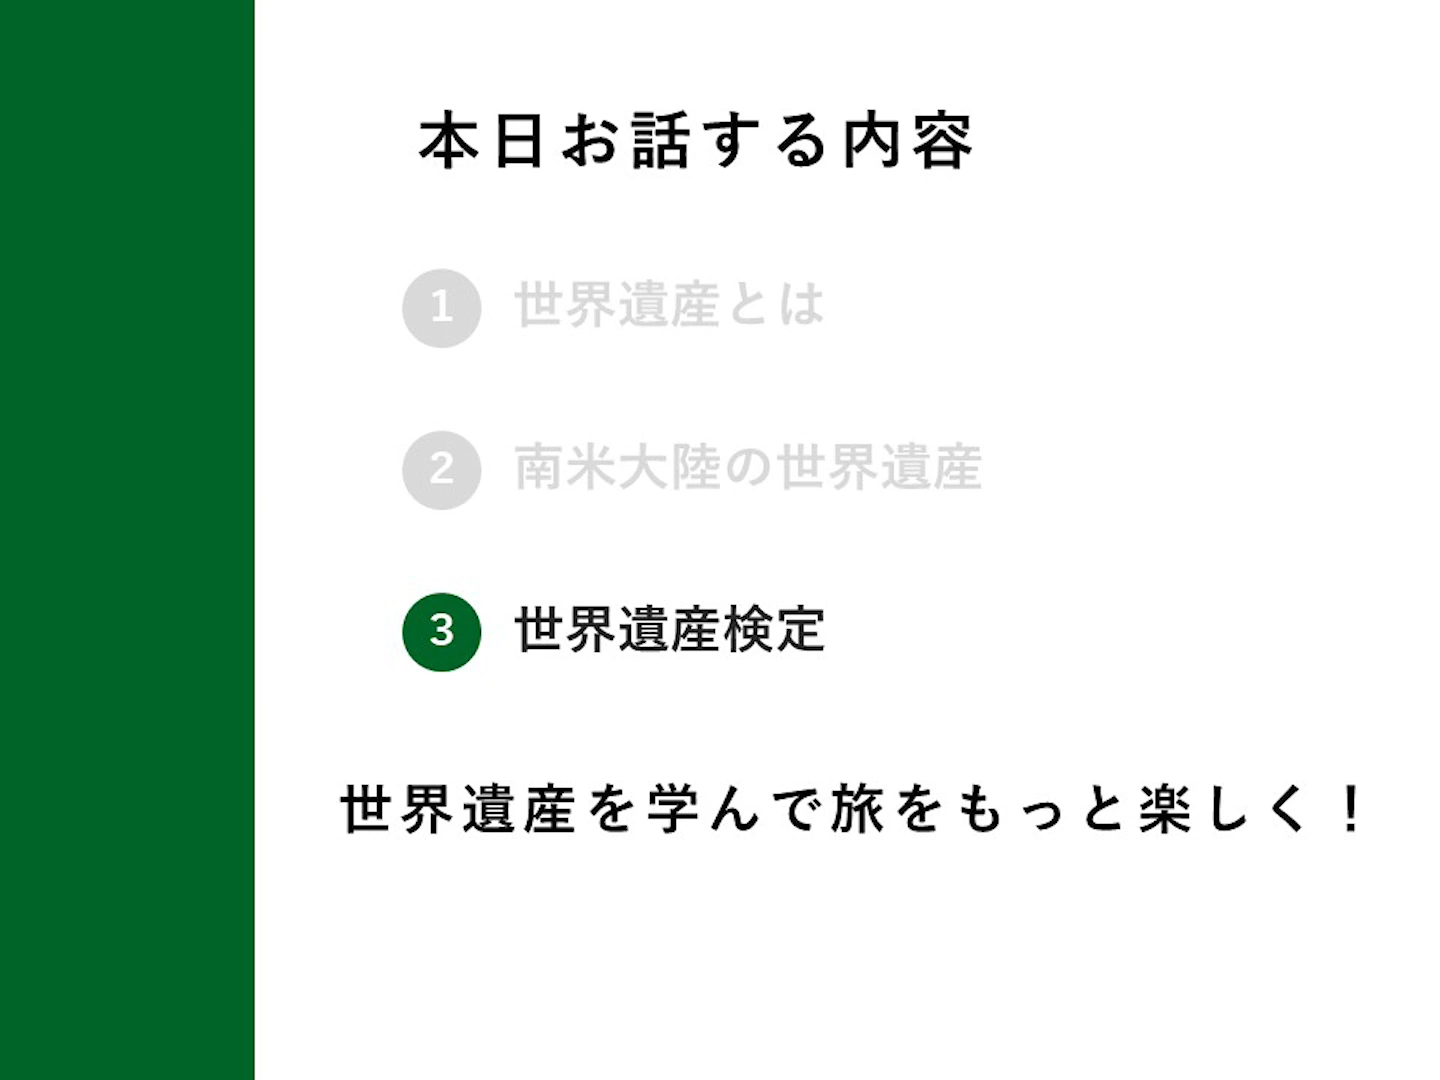 本日お話する内容
1 世界遺産とは
2 南米大陸の世界遺産
3 世界遺産検定
世界遺産を学んで旅をもっと楽しく！